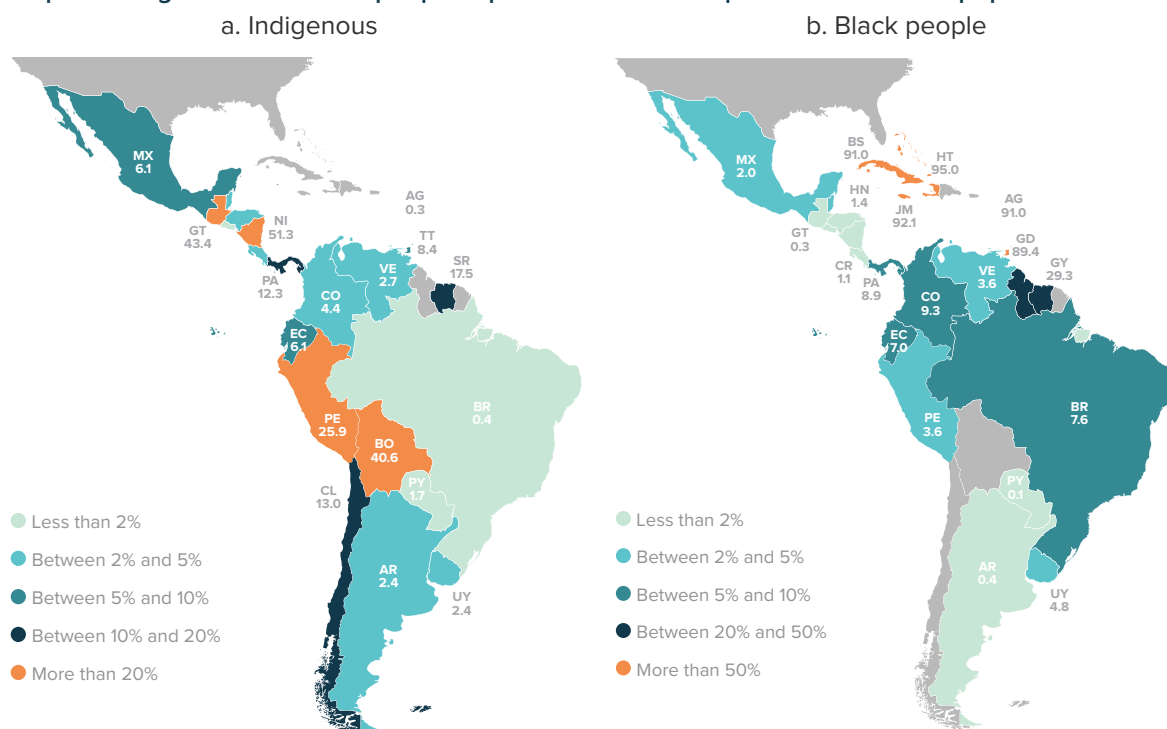 a. Indigenous
MX
6.1
AG
0.3
NI
51.3
GT
43.4
TT
8.4
SR
17.5
VE
2.7
PA
12.3
CO
4.4
EC
6.1
BR
0.4
PE
25.9
BO
40.6
PY
1.7
CL
13.0
AR
2.4
UY
2.4
Less than 2%
Between 2% and 5%
Between 5% and 10%
Between 10% and 20%
More than 20%
b. Black people
BS
91.0
HT
95.0
MX
2.0
HN
1.4
AG
91.0
JM
92.1
GT
0.3
GD
89.4
CR
1.1
GY
29.3
VE
3.6
PA
8.9
CO
9.3
EC
7.0
BR
7.6
PE
3.6
PY
0.1
AR
0.4
UY
4.8
Less than 2%
Between 2% and 5%
Between 5% and 10%
Between 20% and 50%
More than 50%